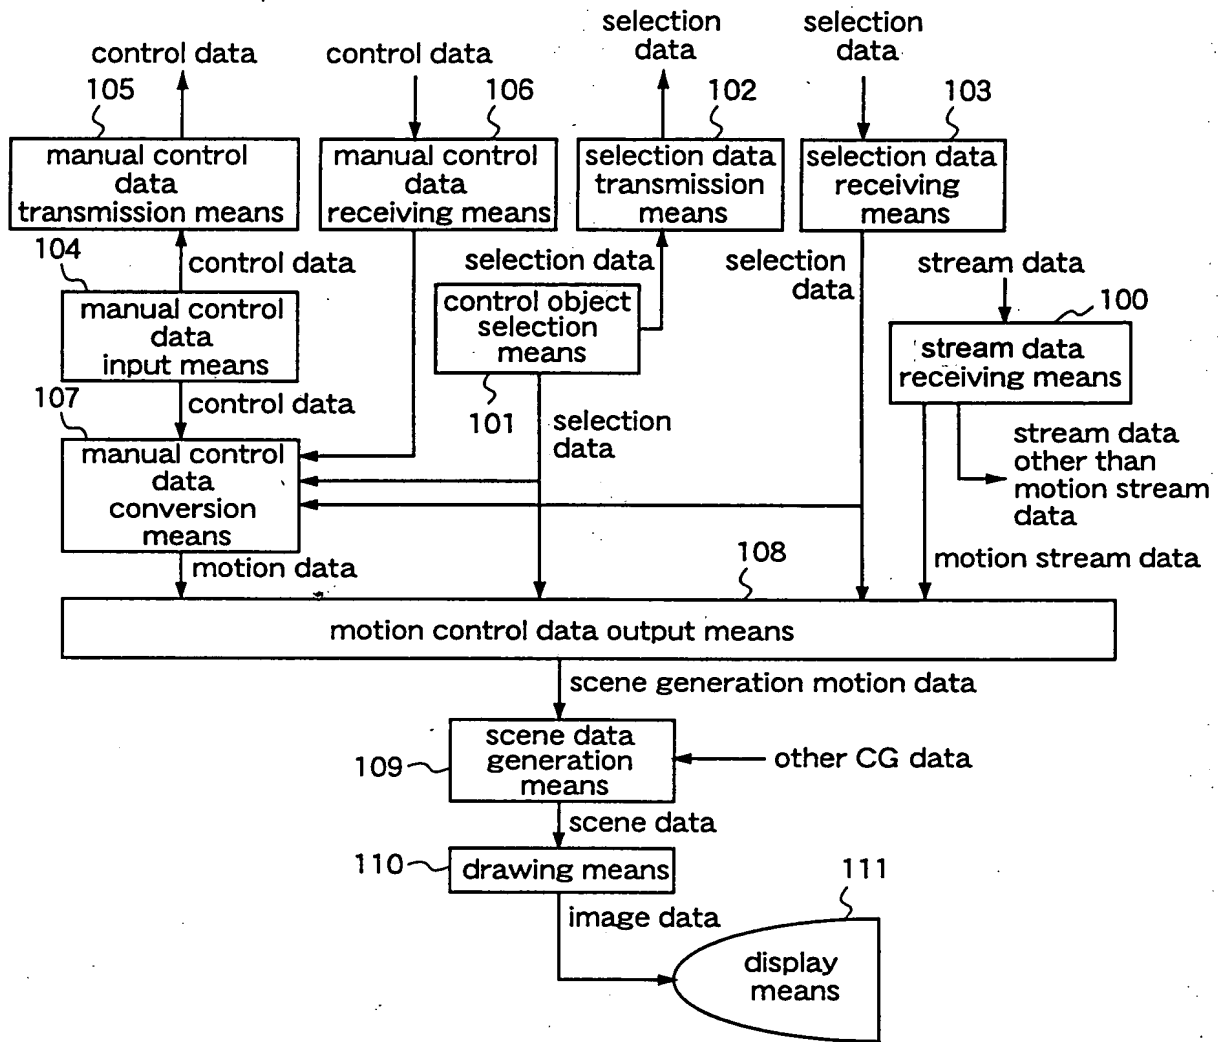 selection
data
selection
data
control data
control data
105
106
102
103
manual control
data
transmission means
manual control
data
receiving means
selection data
transmission
means
selection data
receiving
means
104
control data
selection data
selection
data
stream data
manual control
data
input means
control object
selection
means
100
stream data
receiving means
107
control data
101
selection
data
stream data
other than
motion stream
data
manual control
data
conversion
means
motion data
108
motion stream data
motion control data output means
scene generation motion data
scene data
generation
means
109
other CG data
scene data
110
drawing means
111
image data
display
means